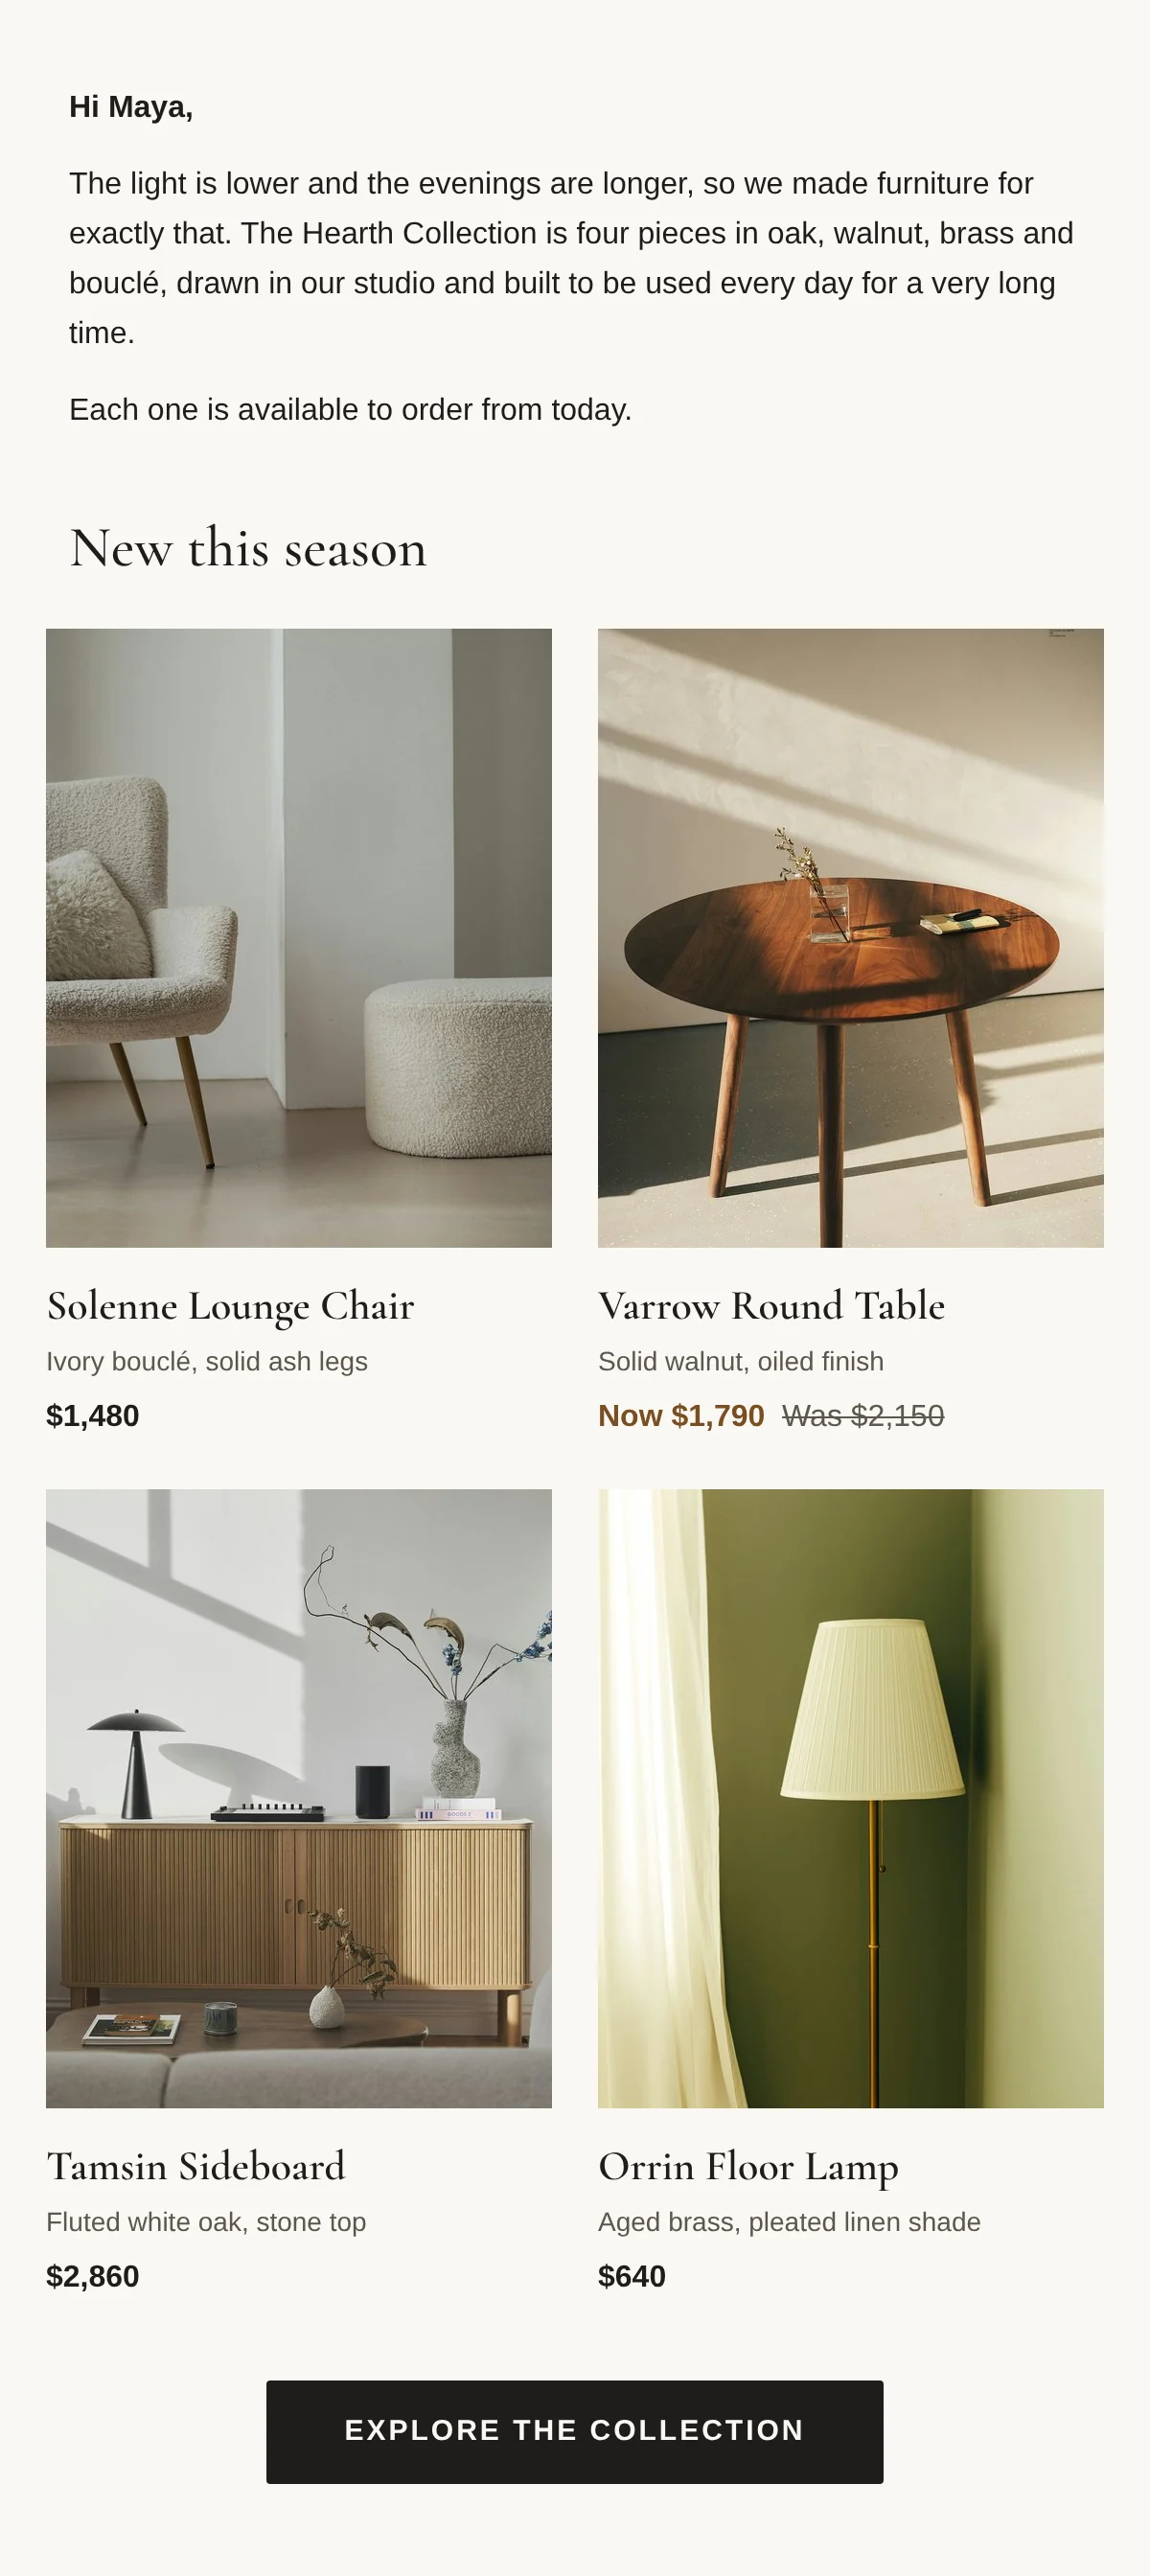 Hi Maya,
The light is lower and the evenings are longer, so we made furniture for
exactly that. The Hearth Collection is four pieces in oak, walnut, brass and
bouclé, drawn in our studio and built to be used every day for a very long
time.
Each one is available to order from today.
New this season
Solenne Lounge Chair
Ivory bouclé, solid ash legs
$1,480
Varrow Round Table
Solid walnut, oiled finish
Now $1,790 Was $2,150
GOODS 2
Tamsin Sideboard
Fluted white oak, stone top
$2,860
Orrin Floor Lamp
Aged brass, pleated linen shade
$640
EXPLORE THE COLLECTION